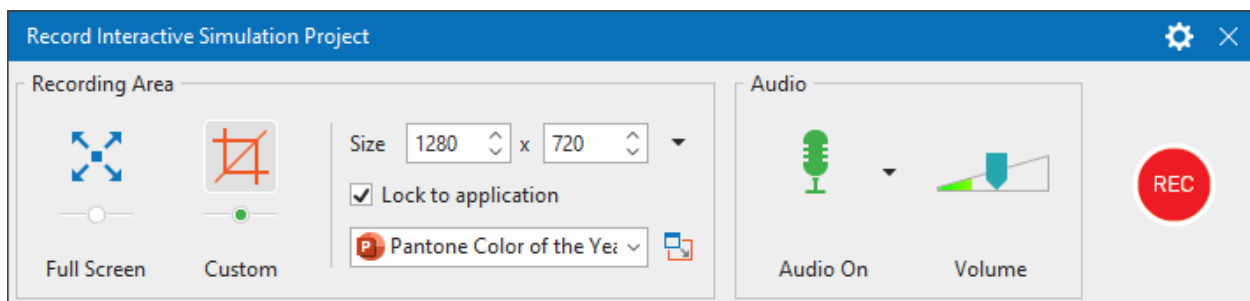 Record Interactive Simulation Project
Recording Area
Audio
Size 1280 x 720
Lock to application
P Pantone Color of the Yea
REC
Full Screen Custom
Audio On Volume